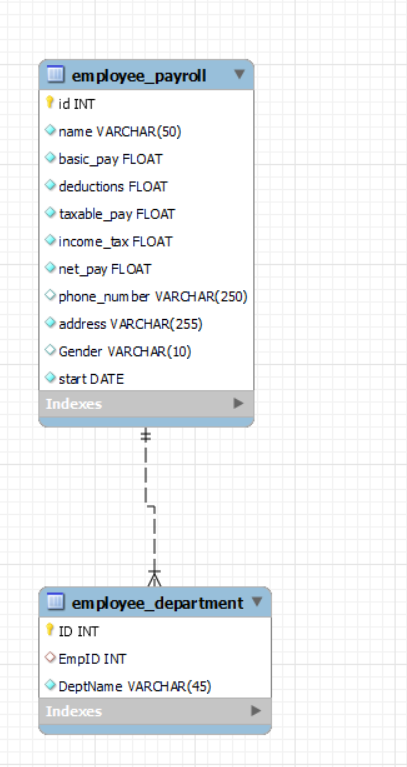 employee_payroll
id INT
name VARCHAR(50)
basic_pay FLOAT
deductions FLOAT
taxable_pay FLOAT
income_tax FLOAT
net_pay FLOAT
phone_number VARCHAR(250)
address VARCHAR(255)
Gender VARCHAR(10)
start DATE
Indexes
employee_department
ID INT
EmpID INT
DeptName VARCHAR(45)
Indexes